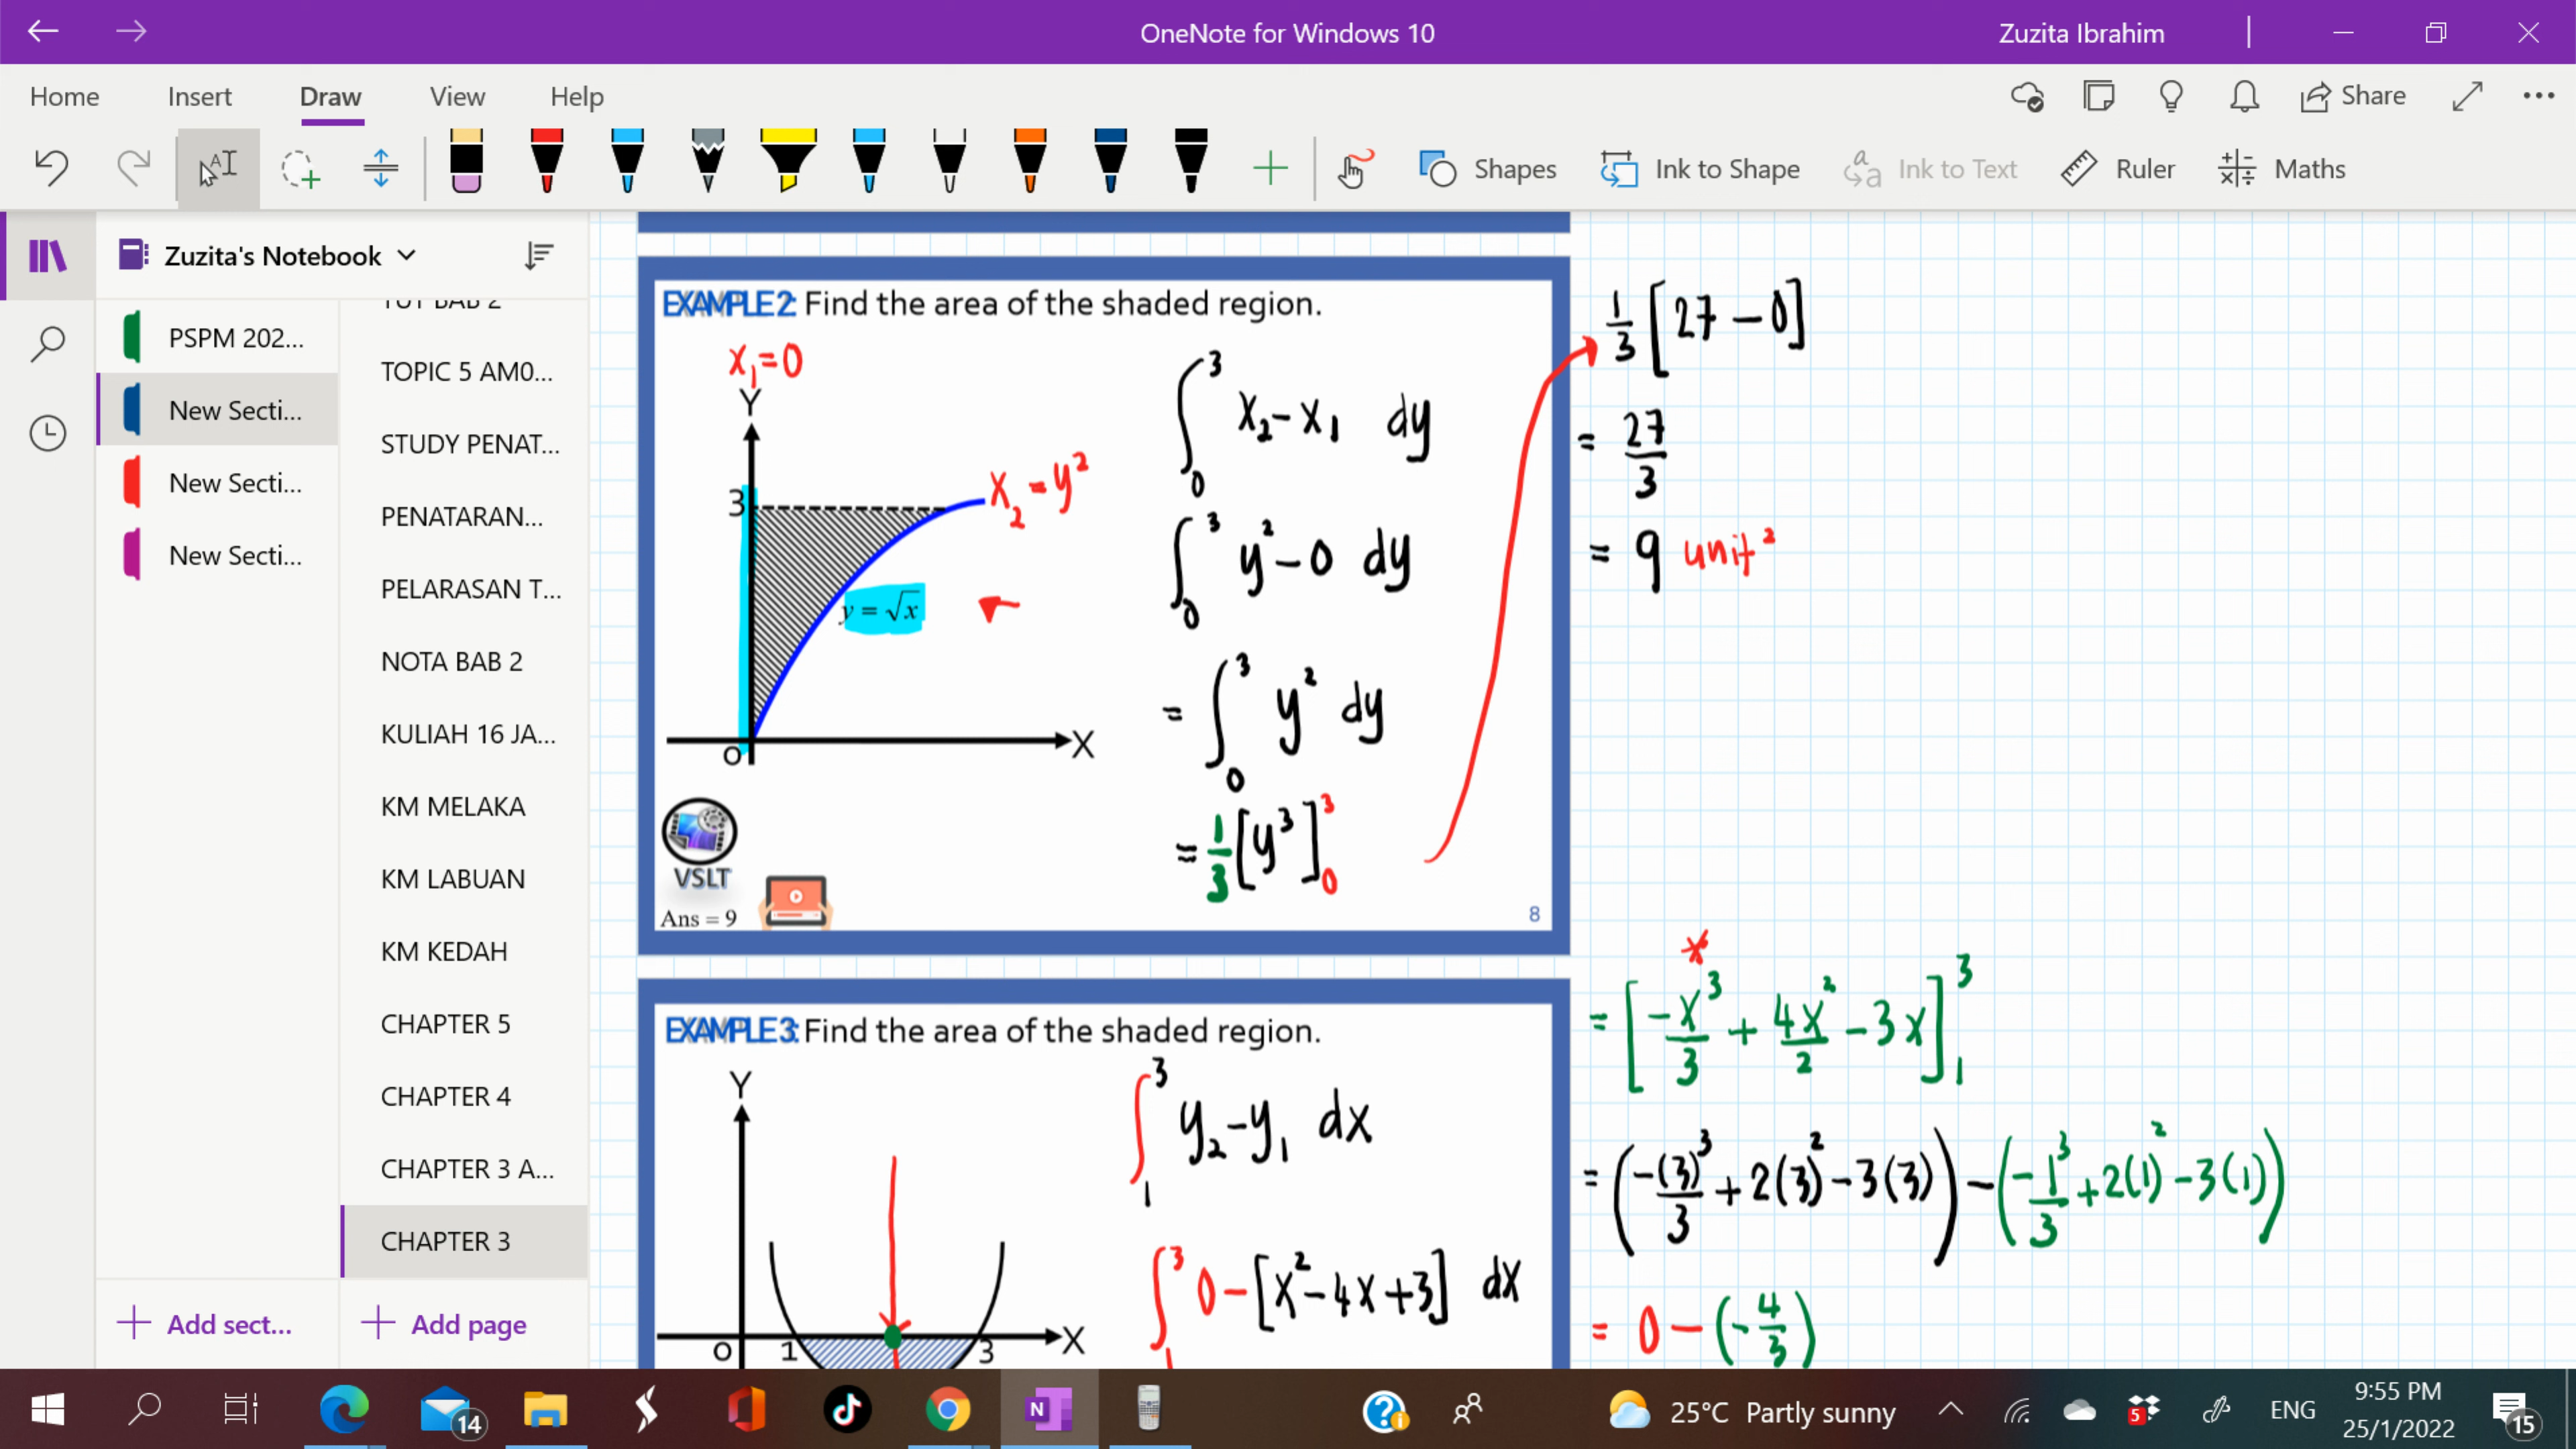 OneNote for Windows 10
Zuzita Ibrahim
Home Insert Draw View Help
Share
Shapes Ink to Shape Ink to Text Ruler Maths
Zuzita's Notebook
PSPM 202...
New Secti...
New Secti...
New Secti...
Add sect...
TUT BAB 2
TOPIC 5 AM0...
STUDY PENAT...
PENATARAN...
PELARASAN T...
NOTA BAB 2
KULIAH 16 JA...
KM MELAKA
KM LABUAN
KM KEDAH
CHAPTER 5
CHAPTER 4
CHAPTER 3 A...
CHAPTER 3
Add page
EXAMPLE 2: Find the area of the shaded region.
x₁=0
Y
3
x₂=y²
y = √x
O
X
∫₀³ x₂-x₁ dy
∫₀³ y²-0 dy
= ∫₀³ y² dy
= 1/3 [y³]₀³
VSLT
Ans = 9
8
1/3 [27-0]
= 27/3
= 9 unit²
EXAMPLE 3: Find the area of the shaded region.
Y
O
1
3
X
∫₁³ y₂-y₁ dx
∫₁³ 0-[x²-4x+3] dx
= [-x³/3 + 4x²/2 - 3x]₁³
= (-(3)³/3 + 2(3)² - 3(3)) - (-1³/3 + 2(1)² - 3(1))
= 0 - (-4/3)
14
25°C Partly sunny
5
ENG
9:55 PM
25/1/2022
15